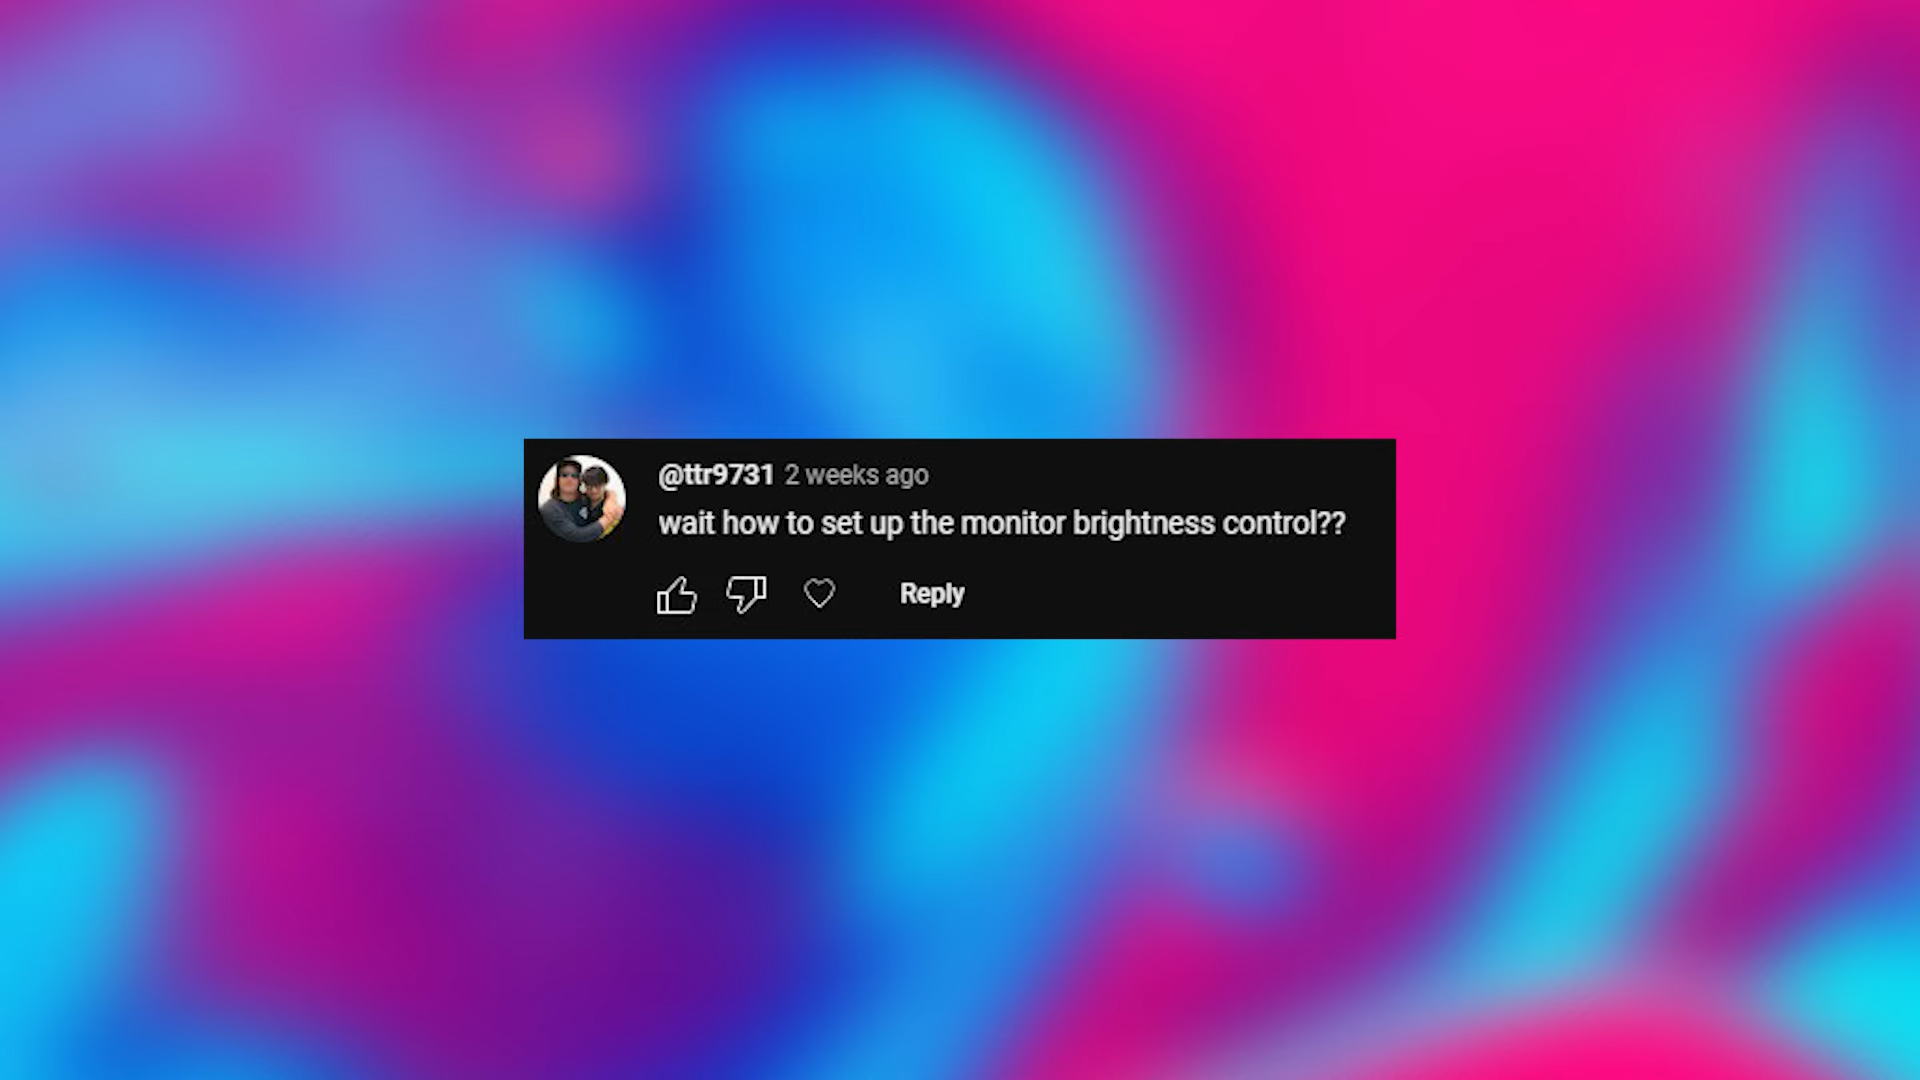 @ttr9731 2 weeks ago
wait how to set up the monitor brightness control??
Reply